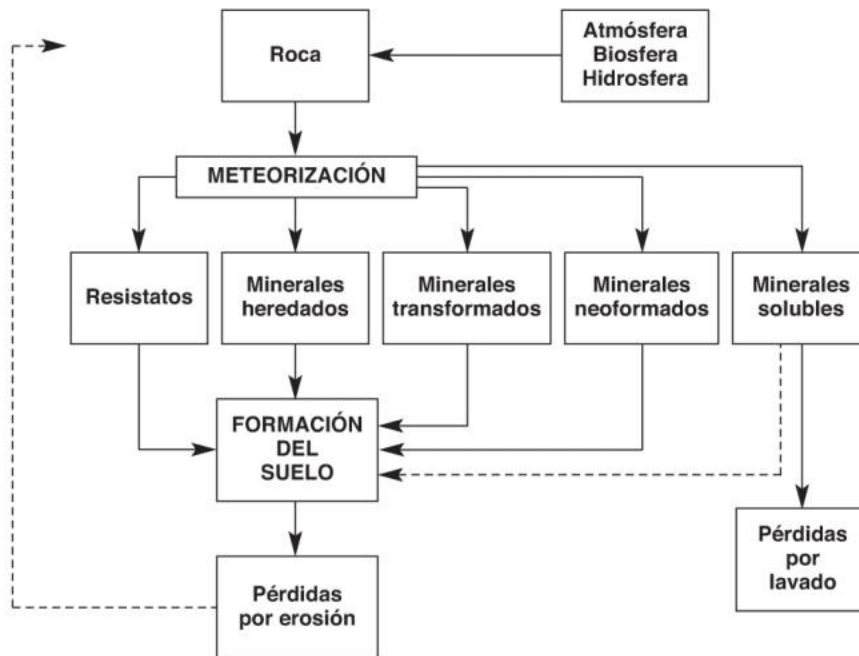 Roca
Atmósfera
Biosfera
Hidrosfera
METEORIZACIÓN
Resistatos
Minerales
heredados
Minerales
transformados
Minerales
neoformados
Minerales
solubles
FORMACIÓN
DEL
SUELO
Pérdidas
por
lavado
Pérdidas
por erosión